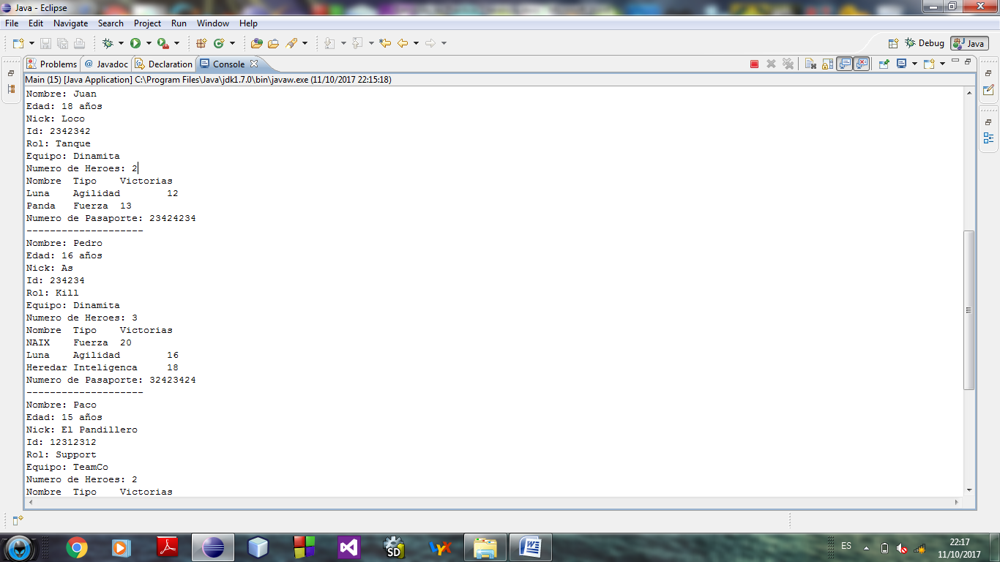 Java - Eclipse
File Edit Navigate Search Project Run Window Help
Debug Java
Problems @ Javadoc Declaration Console
Main (15) [Java Application] C:\Program Files\Java\jdk1.7.0\bin\javaw.exe (11/10/2017 22:15:18)
Nombre: Juan
Edad: 18 años
Nick: Loco
Id: 2342342
Rol: Tanque
Equipo: Dinamita
Numero de Heroes: 2
Nombre Tipo Victorias
Luna Agilidad 12
Panda Fuerza 13
Numero de Pasaporte: 23424234
--------------------
Nombre: Pedro
Edad: 16 años
Nick: As
Id: 234234
Rol: Kill
Equipo: Dinamita
Numero de Heroes: 3
Nombre Tipo Victorias
NAIX Fuerza 20
Luna Agilidad 16
Heredar Inteligenca 18
Numero de Pasaporte: 32423424
--------------------
Nombre: Paco
Edad: 15 años
Nick: El Pandillero
Id: 12312312
Rol: Support
Equipo: TeamCo
Numero de Heroes: 2
Nombre Tipo Victorias
SD
LyX
ES
22:17
11/10/2017